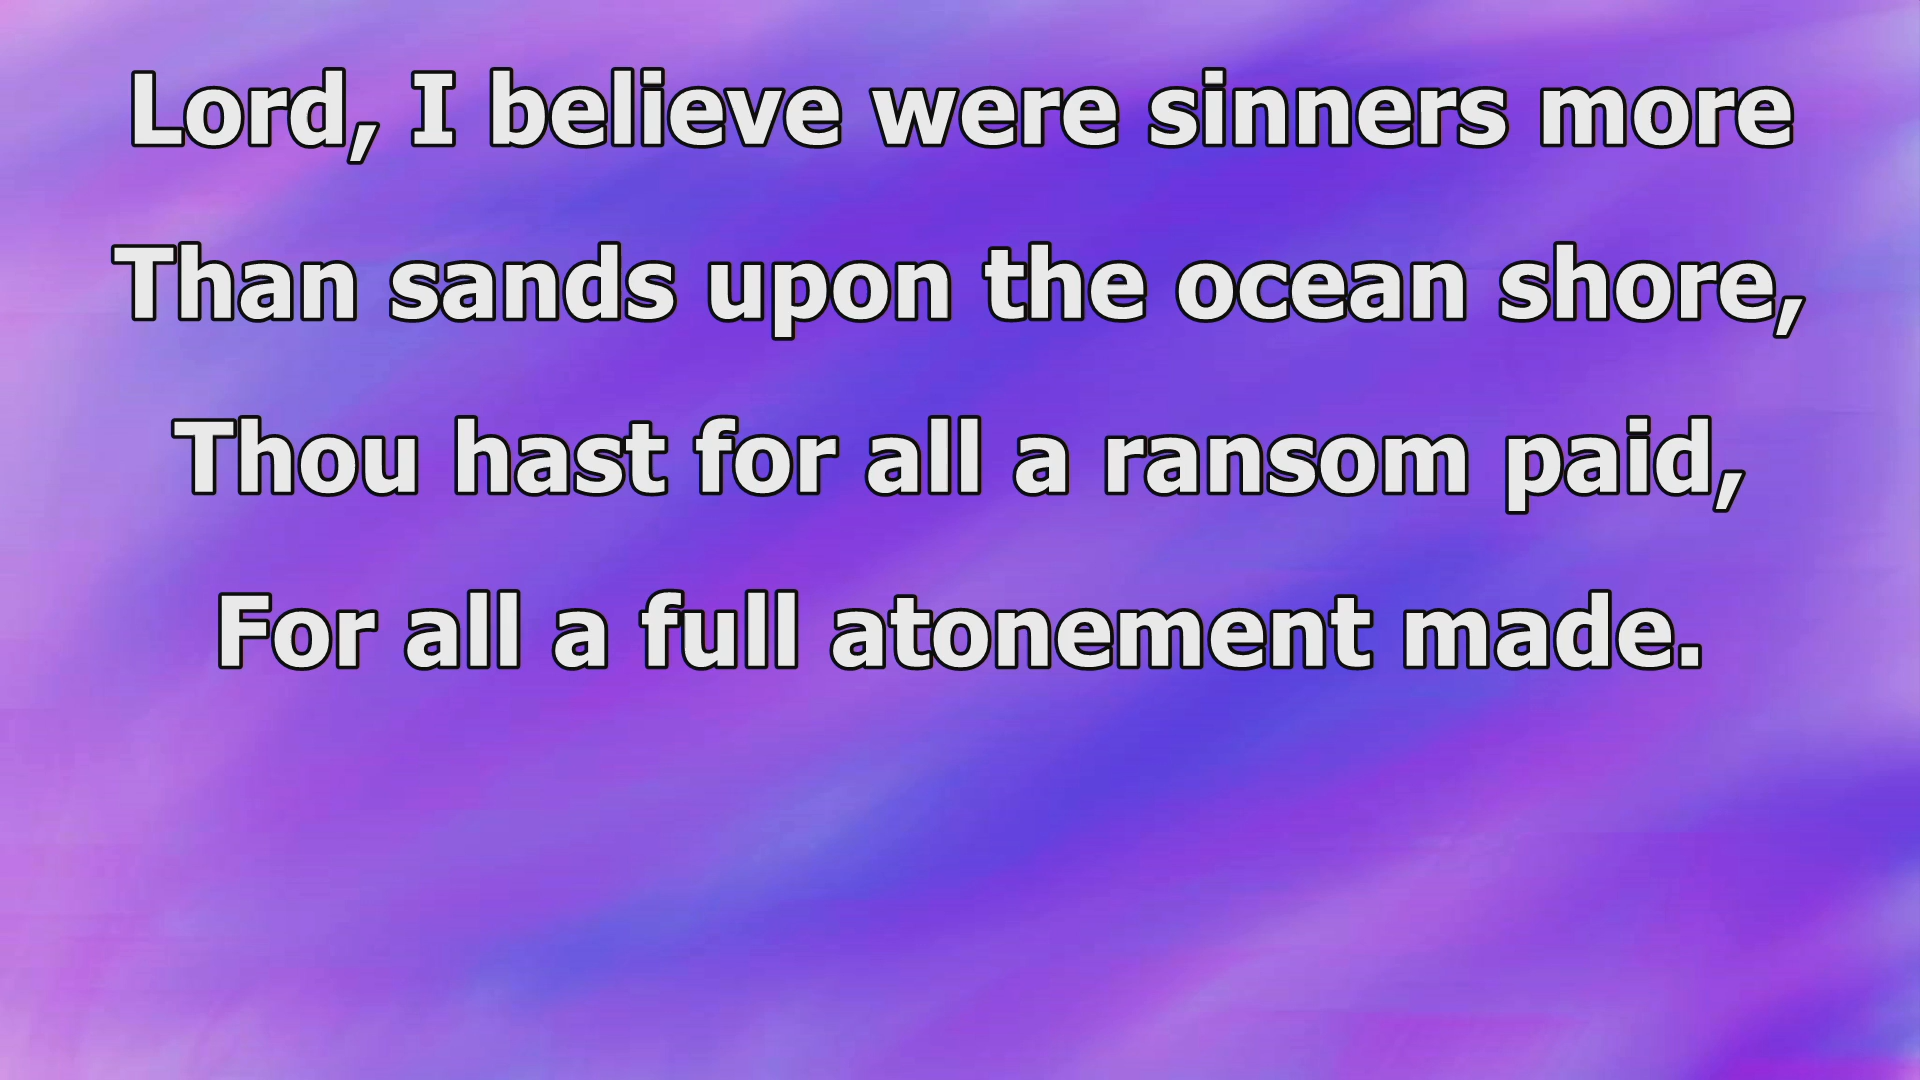 Lord, I believe were sinners more
Than sands upon the ocean shore,
Thou hast for all a ransom paid,
For all a full atonement made.